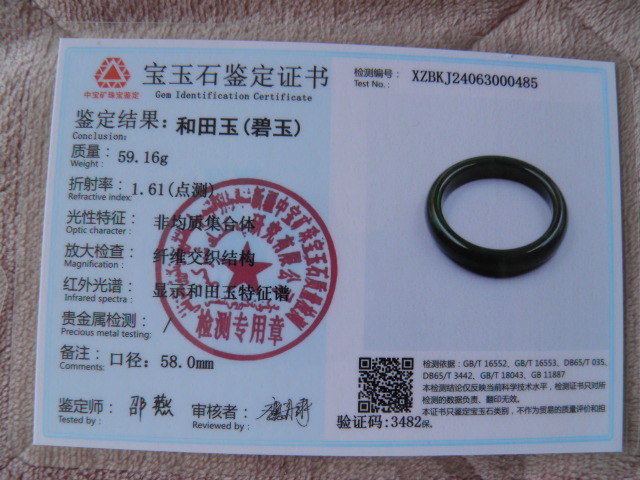 中宝矿珠宝鉴定
宝玉石鉴定证书
Gem Identification Certificate
检测编号: XZBKJ24063000485
Test No.:
鉴定结果: 和田玉(碧玉)
Conclusion:
质量: 59.16g
Weight:
折射率: 1.61(点测)
Refractive index:
光性特征: 非均质集合体
Optic character:
放大检查: 纤维交织结构
Magnification:
红外光谱: 显示和田玉特征谱
Infrared spectra:
贵金属检测: /
Precious metal testing:
备注: 口径: 58.0mm
Comments:
鉴定师:
Tested by:
审核者:
Reviewed by:
检测专用章
检测依据: GB/T 16552、GB/T 16553、DB65/T 035、
DB65/T 3442、GB/T 18043、GB 11887
本检测结论仅反映当前科学技术水平,检测证书只对所
检测的数据负责、翻印无效。
本证书只鉴定宝玉石类别,不作为贸易的质量评价和担
保。
验证码:3482